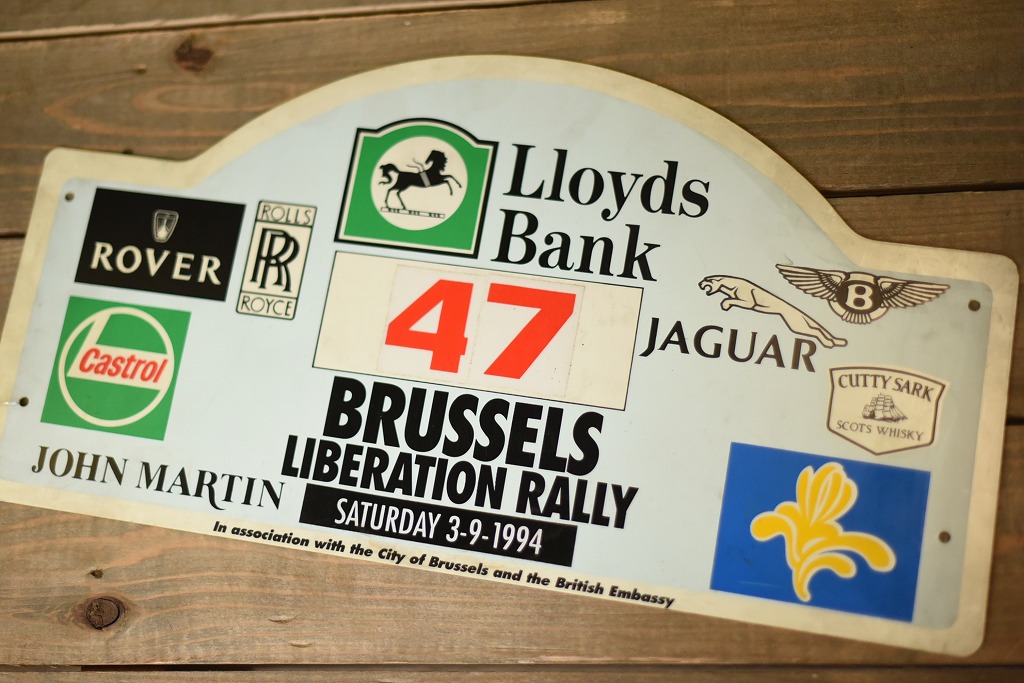 Lloyds
Bank
ROVER
ROLLS
RR
ROYCE
47
B
JAGUAR
Castrol
CUTTY SARK
SCOTS WHISKY
BRUSSELS
LIBERATION RALLY
JOHN MARTIN
SATURDAY 3-9-1994
In association with the City of Brussels and the British Embassy